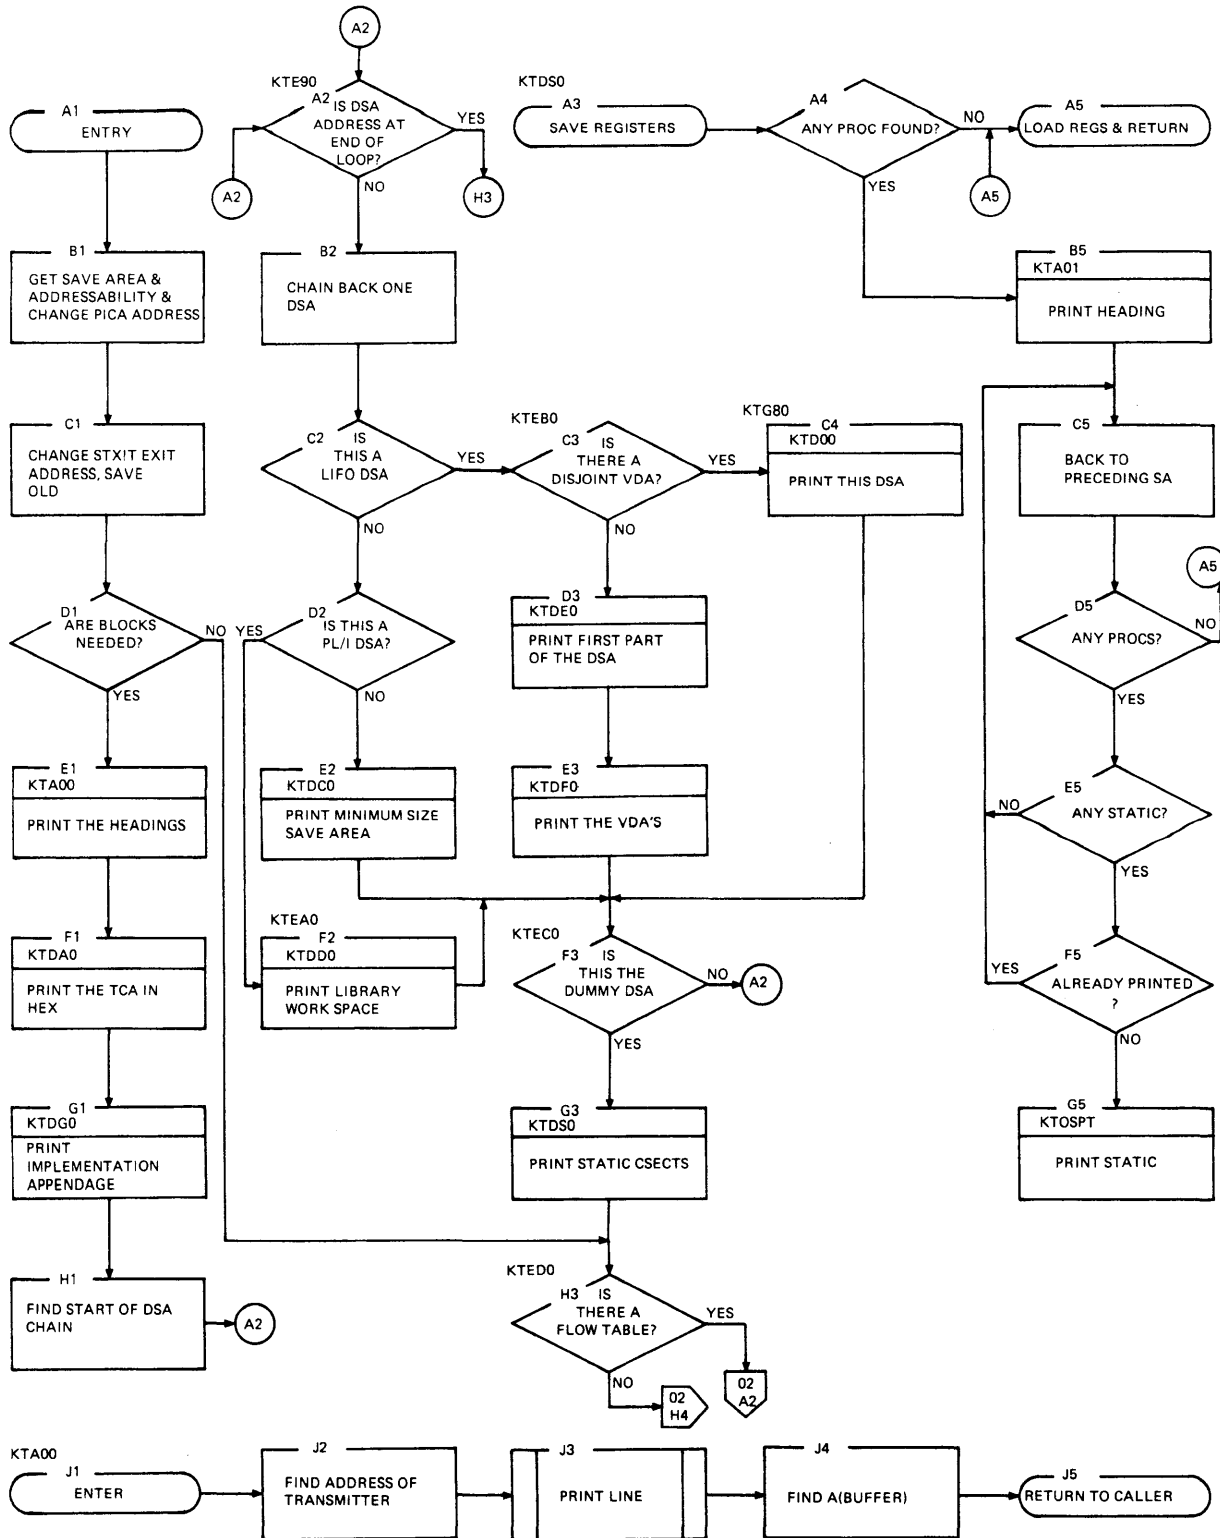 A2
KTE90
A2
IS DSA
ADDRESS AT
END OF
LOOP?
YES
NO
A2
H3
A1
ENTRY
KTDS0
A3
SAVE REGISTERS
A4
ANY PROC FOUND?
NO
YES
A5
LOAD REGS & RETURN
A5
B1
GET SAVE AREA &
ADDRESSABILITY &
CHANGE PICA ADDRESS
B2
CHAIN BACK ONE
DSA
B5
KTA01
PRINT HEADING
C1
CHANGE STX!T EXIT
ADDRESS, SAVE
OLD
C2
IS
THIS A
LIFO DSA
YES
NO
KTEB0
C3
IS
THERE A
DISJOINT VDA?
YES
NO
KTG80
C4
KTD00
PRINT THIS DSA
C5
BACK TO
PRECEDING SA
A5
D1
ARE BLOCKS
NEEDED?
NO
YES
D2
IS THIS A
PL/I DSA?
YES
NO
D3
KTDE0
PRINT FIRST PART
OF THE DSA
D5
ANY PROCS?
NO
YES
E1
KTA00
PRINT THE HEADINGS
E2
KTDC0
PRINT MINIMUM SIZE
SAVE AREA
E3
KTDF0
PRINT THE VDA'S
E5
ANY STATIC?
NO
YES
F1
KTDA0
PRINT THE TCA IN
HEX
KTEA0
F2
KTDD0
PRINT LIBRARY
WORK SPACE
KTEC0
F3
IS
THIS THE
DUMMY DSA
NO
A2
YES
F5
ALREADY PRINTED
?
YES
NO
G1
KTDG0
PRINT
IMPLEMENTATION
APPENDAGE
G3
KTDS0
PRINT STATIC CSECTS
G5
KTOSPT
PRINT STATIC
H1
FIND START OF DSA
CHAIN
A2
KTED0
H3
IS
THERE A
FLOW TABLE?
YES
NO
02
A2
02
H4
KTA00
J1
ENTER
J2
FIND ADDRESS OF
TRANSMITTER
J3
PRINT LINE
J4
FIND A(BUFFER)
J5
RETURN TO CALLER